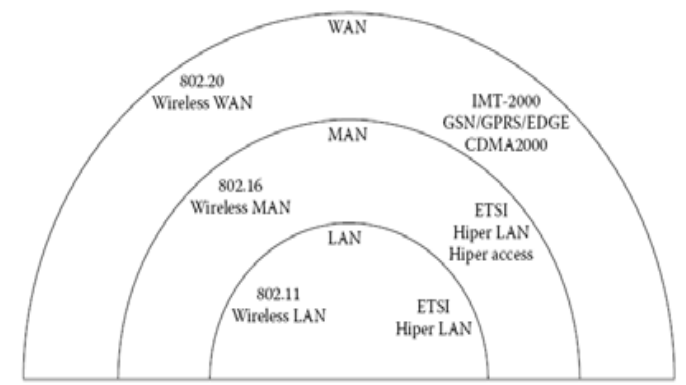 WAN
802.20
Wireless WAN
IMT-2000
GSN/GPRS/EDGE
CDMA2000
MAN
802.16
Wireless MAN
ETSI
Hiper LAN
Hiper access
LAN
802.11
Wireless LAN
ETSI
Hiper LAN